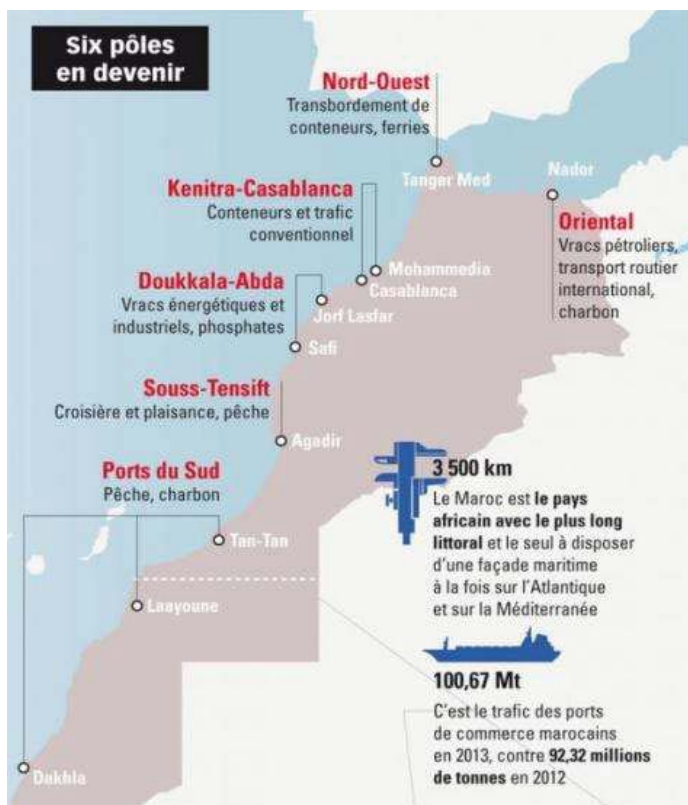 Six pôles
en devenir
Nord-Ouest
Transbordement de
conteneurs, ferries
Tanger Med
Nador
Kenitra-Casablanca
Conteneurs et trafic
conventionnel
Oriental
Vracs pétroliers,
transport routier
international,
charbon
Mohammedia
Casablanca
Doukkala-Abda
Vracs énergétiques et
industriels, phosphates
Jorf Lasfar
Safi
Souss-Tensift
Croisière et plaisance, pêche
Agadir
Ports du Sud
Pêche, charbon
Tan-Tan
Laayoune
Dakhla
3 500 km
Le Maroc est le pays
africain avec le plus long
littoral et le seul à disposer
d'une façade maritime
à la fois sur l'Atlantique
et sur la Méditerranée
100,67 Mt
C'est le trafic des ports
de commerce marocains
en 2013, contre 92,32 millions
de tonnes en 2012